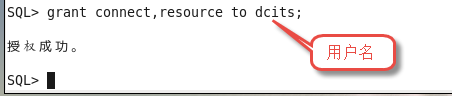 SQL> grant connect,resource to dcits;
授权成功。
用户名
SQL>